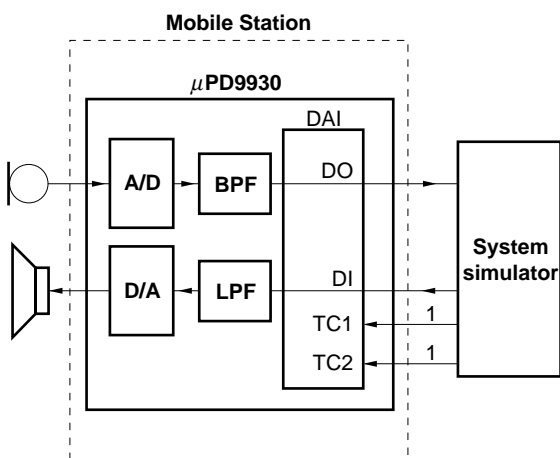 Mobile Station
μPD9930
DAI
A/D
BPF
DO
D/A
LPF
DI
TC1
1
TC2
1
System
simulator